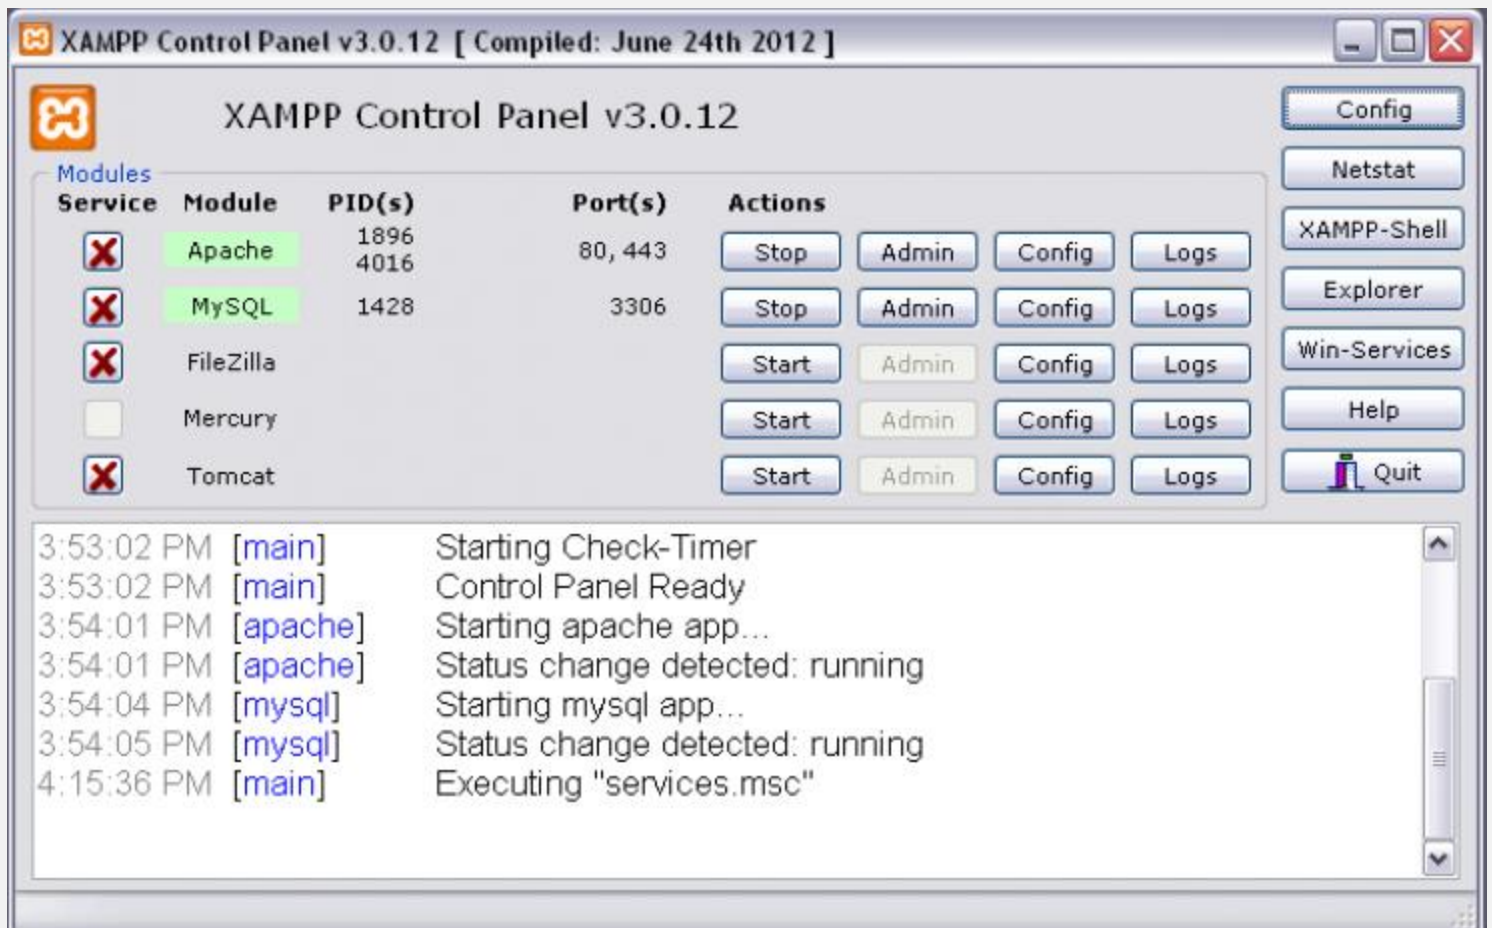 XAMPP Control Panel v3.0.12 [ Compiled: June 24th 2012 ]
XAMPP Control Panel v3.0.12
Config
Netstat
XAMPP-Shell
Explorer
Win-Services
Help
Quit
Modules
Service Module PID(s) Port(s) Actions
Apache 1896 4016 80, 443 Stop Admin Config Logs
MySQL 1428 3306 Stop Admin Config Logs
FileZilla Start Admin Config Logs
Mercury Start Admin Config Logs
Tomcat Start Admin Config Logs
3:53:02 PM [main] Starting Check-Timer
3:53:02 PM [main] Control Panel Ready
3:54:01 PM [apache] Starting apache app...
3:54:01 PM [apache] Status change detected: running
3:54:04 PM [mysql] Starting mysql app...
3:54:05 PM [mysql] Status change detected: running
4:15:36 PM [main] Executing "services.msc"